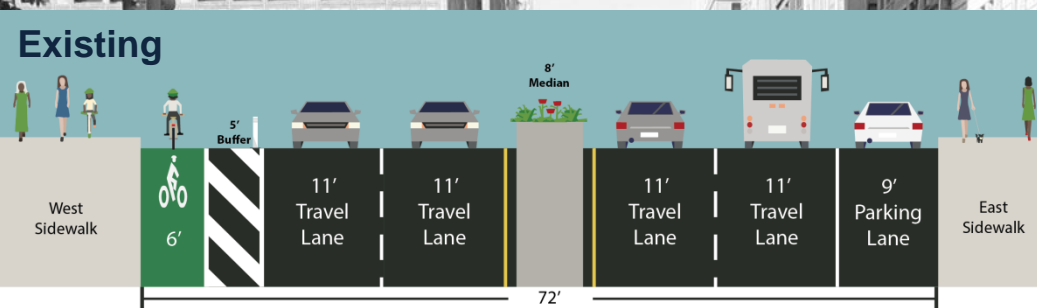 Existing
8’
Median
5’
Buffer
West
Sidewalk
6’
11’
Travel
Lane
11’
Travel
Lane
11’
Travel
Lane
11’
Travel
Lane
9’
Parking
Lane
East
Sidewalk
72’